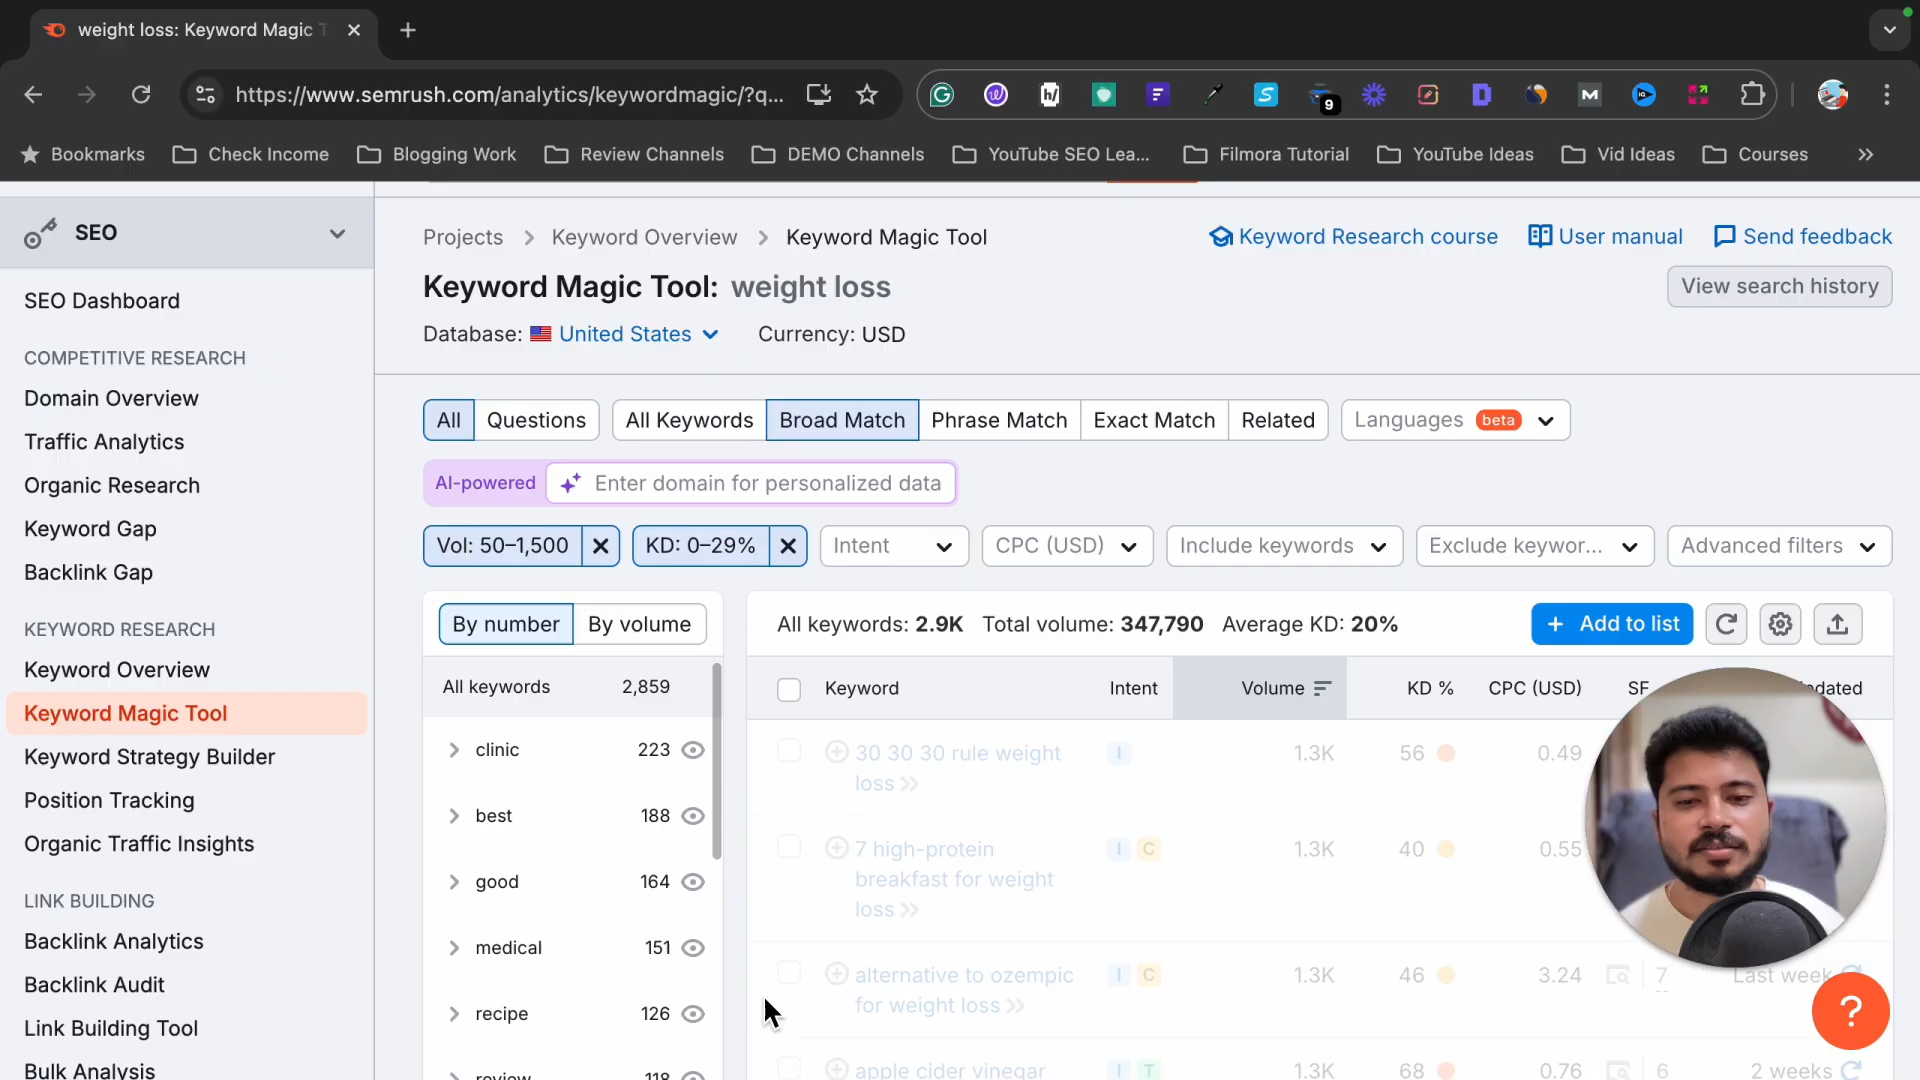 weight loss: Keyword Magic T
https://www.semrush.com/analytics/keywordmagic/?q...
9
Bookmarks
Check Income
Blogging Work
Review Channels
DEMO Channels
YouTube SEO Lea...
Filmora Tutorial
YouTube Ideas
Vid Ideas
Courses
SEO
SEO Dashboard
COMPETITIVE RESEARCH
Domain Overview
Traffic Analytics
Organic Research
Keyword Gap
Backlink Gap
KEYWORD RESEARCH
Keyword Overview
Keyword Magic Tool
Keyword Strategy Builder
Position Tracking
Organic Traffic Insights
LINK BUILDING
Backlink Analytics
Backlink Audit
Link Building Tool
Bulk Analysis
Projects > Keyword Overview > Keyword Magic Tool
Keyword Research course
User manual
Send feedback
Keyword Magic Tool: weight loss
View search history
Database: United States Currency: USD
All Questions All Keywords Broad Match Phrase Match Exact Match Related Languages beta
AI-powered Enter domain for personalized data
Vol: 50–1,500 KD: 0–29% Intent CPC (USD) Include keywords Exclude keywor... Advanced filters
By number By volume
All keywords 2,859
clinic 223
best 188
good 164
medical 151
recipe 126
review 118
All keywords: 2.9K Total volume: 347,790 Average KD: 20%
+ Add to list
Keyword Intent Volume KD % CPC (USD) SF pdated
30 30 30 rule weight I 1.3K 56 0.49
loss >>
7 high-protein I C 1.3K 40 0.55
breakfast for weight
loss >>
alternative to ozempic I C 1.3K 46 3.24 7 Last week
for weight loss >>
apple cider vinegar I T 1.3K 68 0.76 6 2 weeks
?